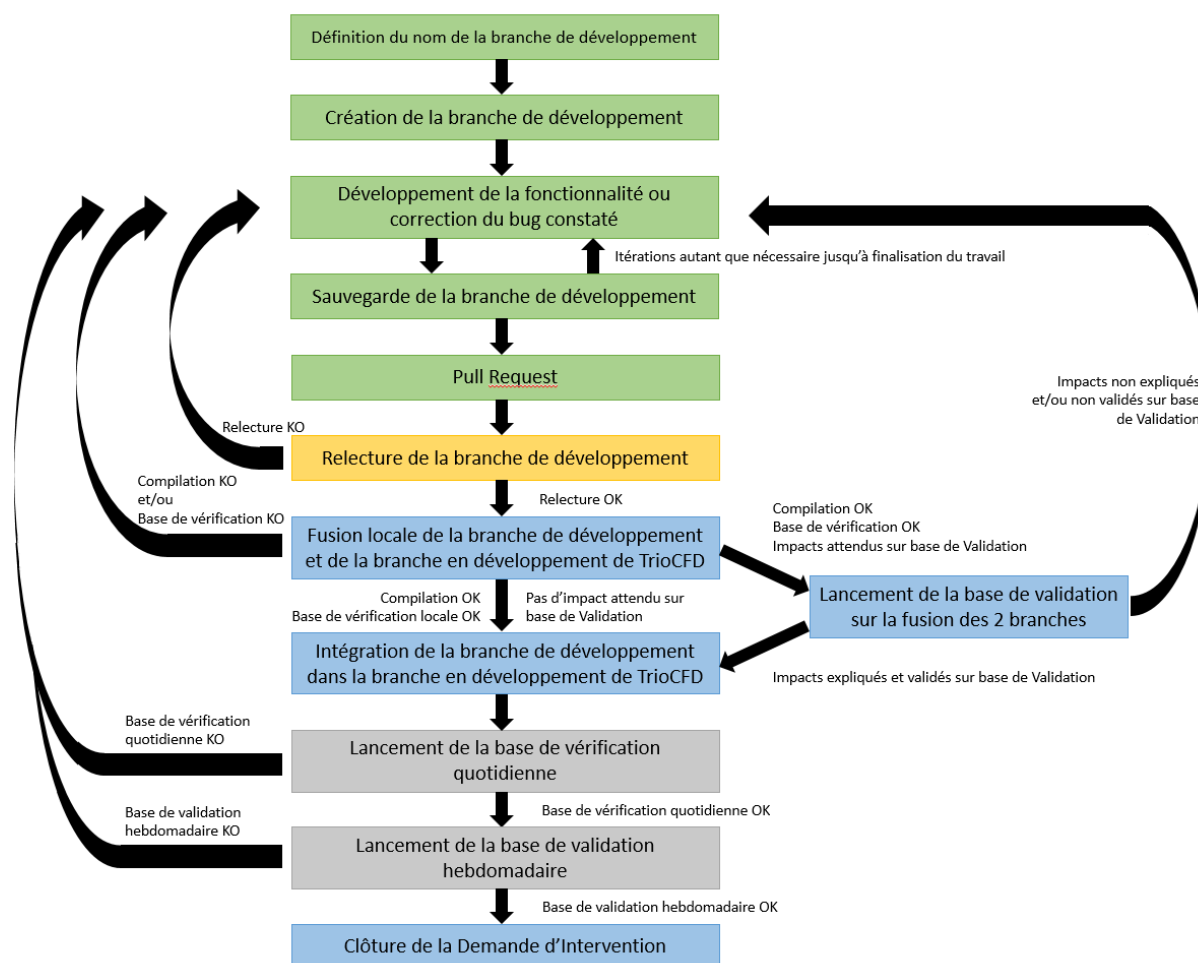 Définition du nom de la branche de développement
Création de la branche de développement
Développement de la fonctionnalité ou
correction du bug constaté
Itérations autant que nécessaire jusqu'à finalisation du travail
Sauvegarde de la branche de développement
Pull Request
Impacts non expliqués
et/ou non validés sur base
de Validation
Relecture KO
Relecture de la branche de développement
Compilation KO
et/ou
Base de vérification KO
Relecture OK
Compilation OK
Base de vérification OK
Impacts attendus sur base de Validation
Fusion locale de la branche de développement
et de la branche en développement de TrioCFD
Lancement de la base de validation
sur la fusion des 2 branches
Compilation OK
Base de vérification locale OK
Pas d'impact attendu sur
base de Validation
Intégration de la branche de développement
dans la branche en développement de TrioCFD
Impacts expliqués et validés sur base de Validation
Base de vérification
quotidienne KO
Lancement de la base de vérification
quotidienne
Base de vérification quotidienne OK
Base de validation
hebdomadaire KO
Lancement de la base de validation
hebdomadaire
Base de validation hebdomadaire OK
Clôture de la Demande d'Intervention